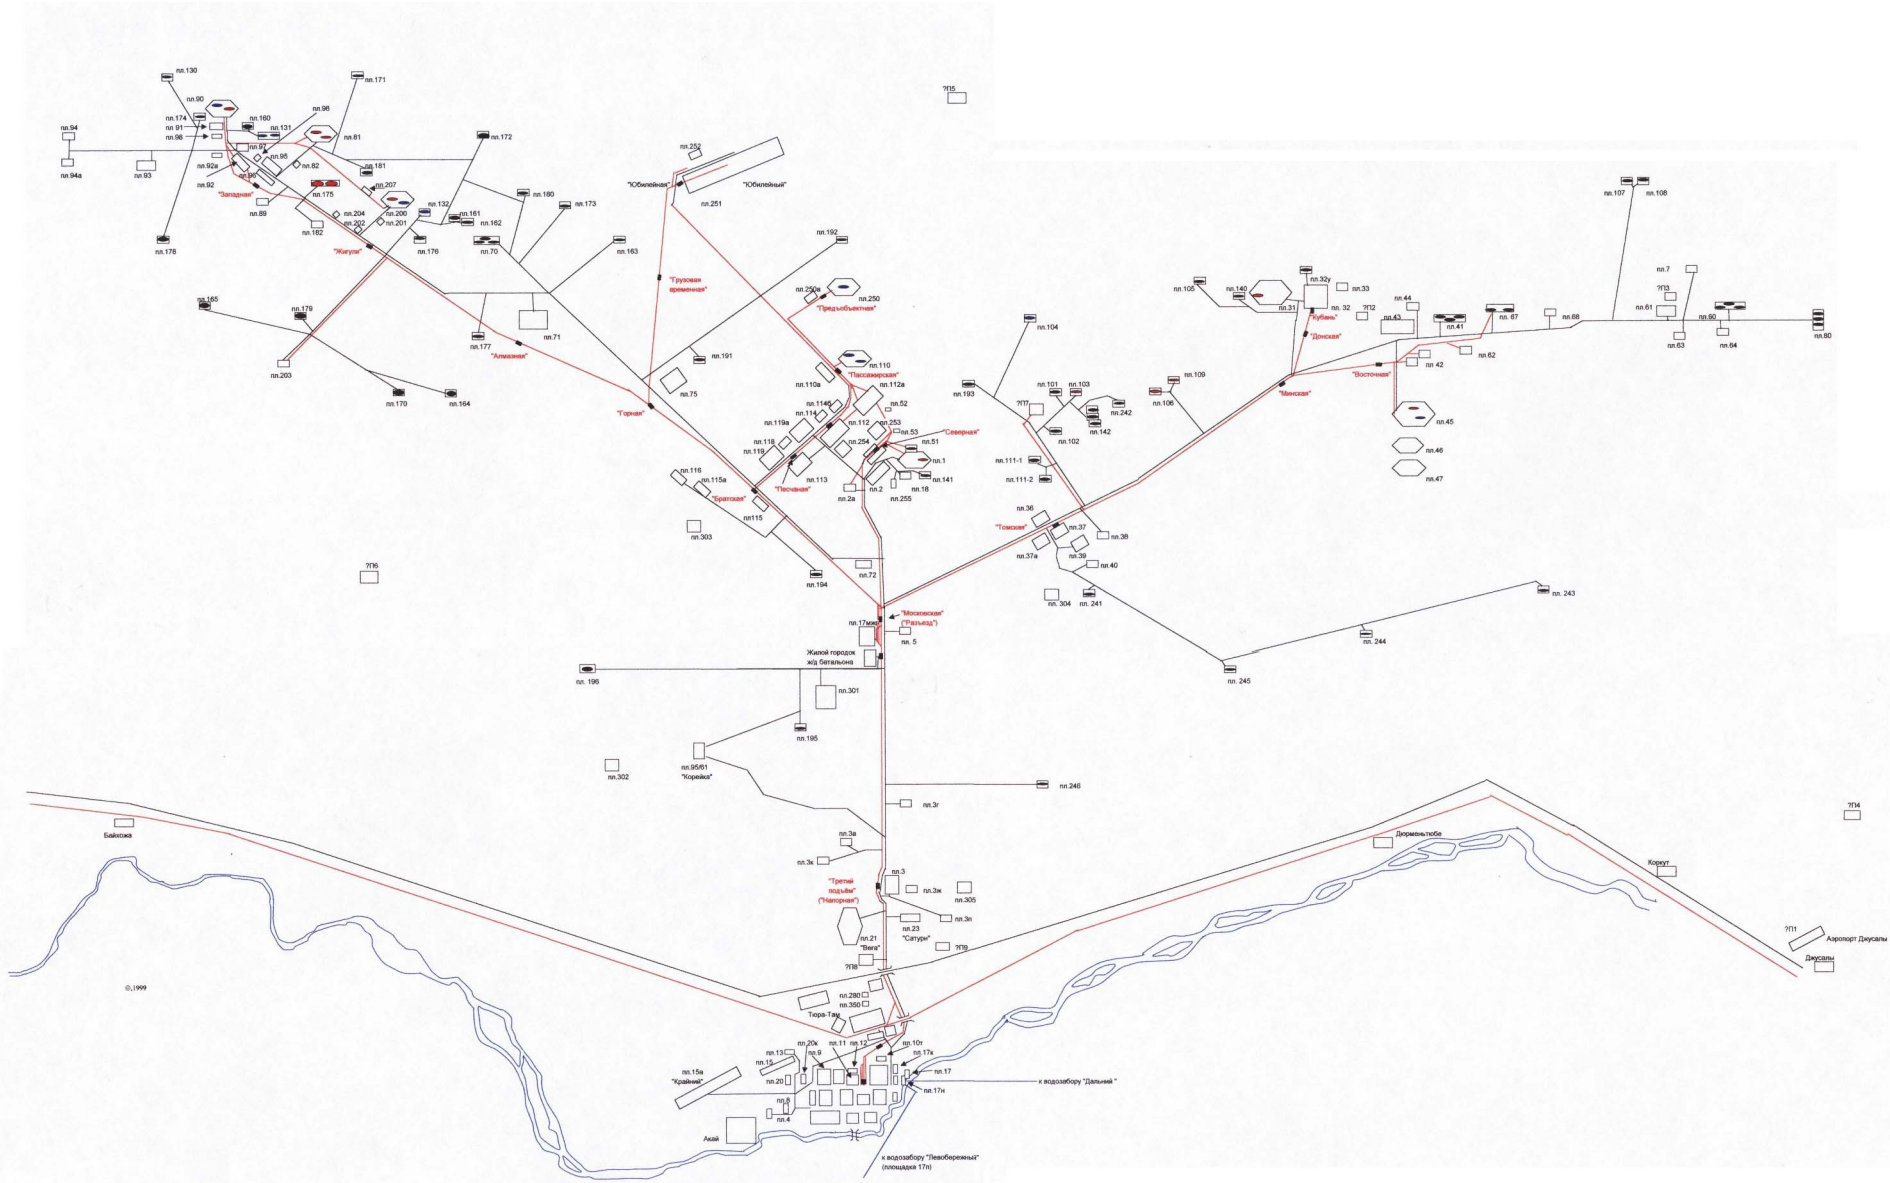 пл.130
пл.171
пл.90
пл.98
?П5
пл.174
пл.160
пл 91
пл.131
пл.94
пл.98
пл.81
пл.172
пл.97
пл.95
пл.252
пл.92а
пл.82
пл.181
пл.94а
пл.93
пл.96
пл.92
"Западная"
пл.175
пл.207
"Юбилейная"
"Юбилейный"
пл.107
пл.108
пл.180
пл.251
пл.89
пл.204
пл.200
пл.132
пл.161
пл.173
пл.202
пл.201
пл.162
пл.182
пл.192
пл.178
"Жигули"
пл.176
пл.70
пл.163
пл.7
"Грузовая
временная"
пл.32у
пл.105
пл.140
пл.33
?П3
пл.250в
пл.250
пл.165
пл.179
"Предъобъектная"
пл.31
пл. 32
?П2
пл.44
пл. 67
пл.61
"Кубань"
пл.43
пл.41
пл.68
пл.60
пл.104
"Донская"
пл.80
пл.71
пл.177
пл.63
пл.64
"Алмазная"
пл.191
пл.110
пл.62
пл.203
"Пассажирская"
пл. 42
"Восточная"
пл.109
пл.110а
пл.112а
пл.193
пл.101
пл.103
"Минская"
пл.170
пл.164
пл.75
пл.114б
пл.52
?П7
пл.106
"Горная"
пл.114
пл.242
пл.119а
пл.112
пл.253
пл.45
пл.142
пл.118
пл.53
"Северная"
пл.102
пл.119
пл.254
пл.51
пл.46
пл.1
пл.111-1
пл.116
пл.113
пл.47
пл.115а
"Песчаная"
пл.141
пл.111-2
пл.2
пл.18
"Братская"
пл.2а
пл.255
пл115
пл.36
"Томская"
пл.37
пл.303
пл.38
пл.37а
пл.39
?П6
пл.72
пл.40
пл.194
пл. 243
пл. 304
пл. 241
"Московская"
("Разъезд")
пл. 5
пл. 244
Жилой городок
ж/д батальона
пл. 196
пл. 245
пл.301
пл.195
пл.302
пл.95/61
"Корейка"
пл.246
пл.3г
?П4
Байхожа
Дюрменьтюбе
пл.3к
Коркут
пл.3
"Третий
подъём"
("Напорная")
пл.3ж
пл.305
пл.3п
пл.21
"Вега"
пл.23
"Сатурн"
?П9
?П1
Аэропорт Джусалы
?П8
Джусалы
©,1999
пл.280
пл.350
Тюра-Там
пл.13
пл.20к
пл.11
пл.12
пл.10т
пл.15
пл.9
пл.17к
пл.15а
"Крайний"
пл.20
пл.17
к водозабору "Дальний "
пл.17н
пл.4
Акай
к водозабору "Левобережный"
(площадка 17п)